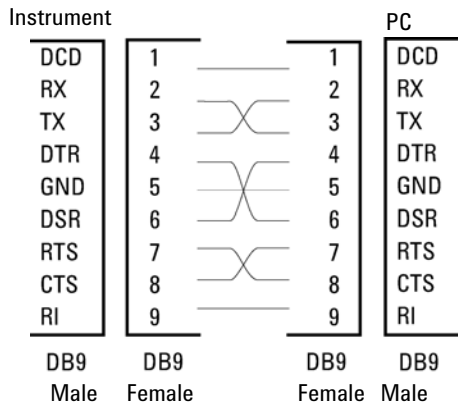 Instrument PC
DCD 1 1 DCD
RX 2 2 RX
TX 3 3 TX
DTR 4 4 DTR
GND 5 5 GND
DSR 6 6 DSR
RTS 7 7 RTS
CTS 8 8 CTS
RI 9 9 RI
DB9 DB9 DB9 DB9
Male Female Female Male